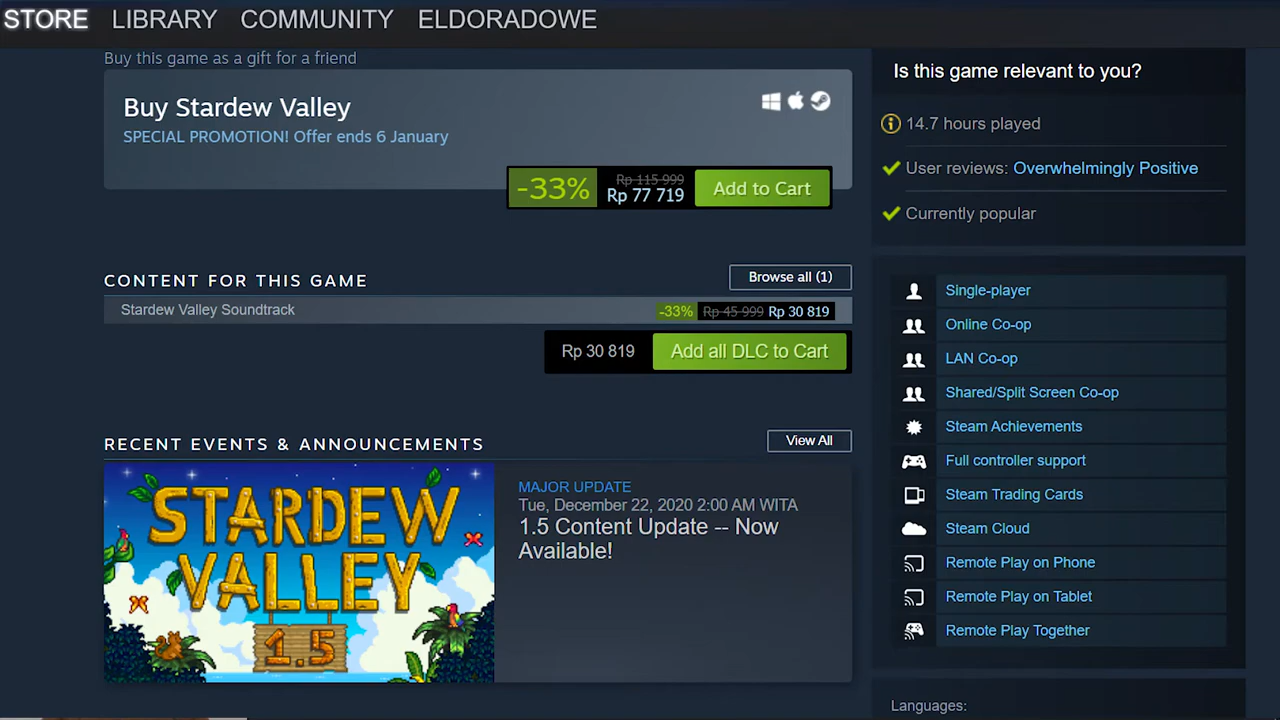 STORE LIBRARY COMMUNITY ELDORADOWE
Buy this game as a gift for a friend
Buy Stardew Valley
SPECIAL PROMOTION! Offer ends 6 January
-33% Rp 115 999 Rp 77 719 Add to Cart
CONTENT FOR THIS GAME
Browse all (1)
Stardew Valley Soundtrack -33% Rp 45 999 Rp 30 819
Rp 30 819 Add all DLC to Cart
RECENT EVENTS & ANNOUNCEMENTS
View All
STARDEW
VALLEY
1.5
MAJOR UPDATE
Tue, December 22, 2020 2:00 AM WITA
1.5 Content Update -- Now
Available!
Is this game relevant to you?
14.7 hours played
User reviews: Overwhelmingly Positive
Currently popular
Single-player
Online Co-op
LAN Co-op
Shared/Split Screen Co-op
Steam Achievements
Full controller support
Steam Trading Cards
Steam Cloud
Remote Play on Phone
Remote Play on Tablet
Remote Play Together
Languages: